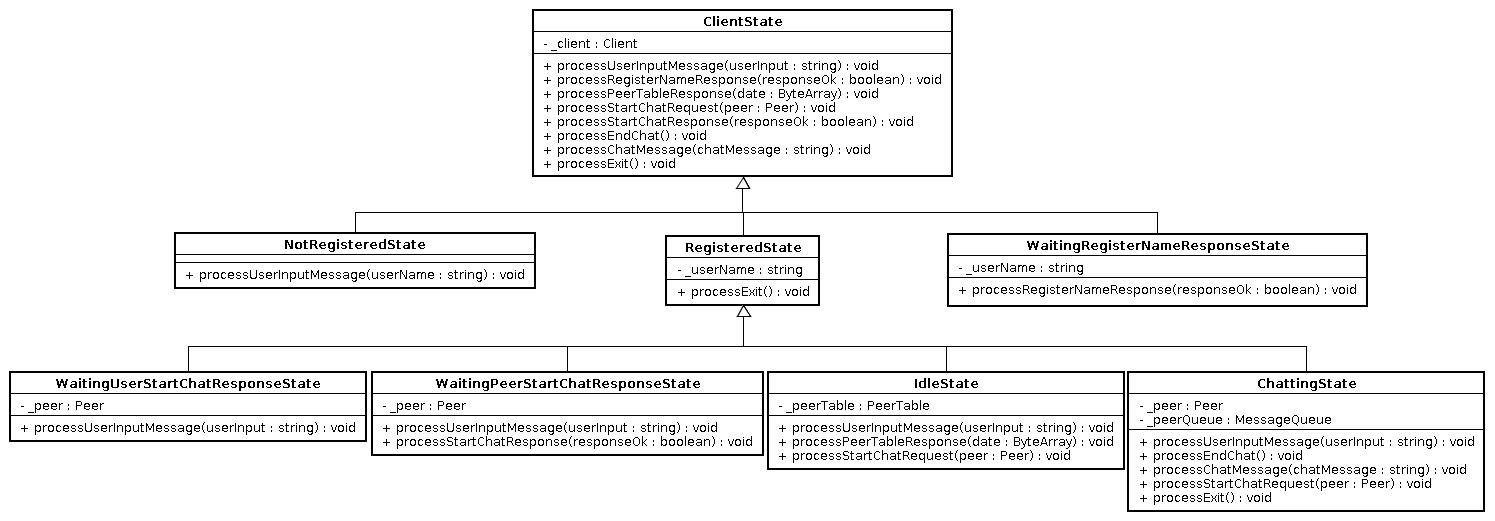 ClientState
- _client : Client
+ processUserInputMessage(userInput : string) : void
+ processRegisterNameResponse(responseOk : boolean) : void
+ processPeerTableResponse(date : ByteArray) : void
+ processStartChatRequest(peer : Peer) : void
+ processStartChatResponse(responseOk : boolean) : void
+ processEndChat() : void
+ processChatMessage(chatMessage : string) : void
+ processExit() : void
NotRegisteredState
+ processUserInputMessage(userName : string) : void
RegisteredState
- _userName : string
+ processExit() : void
WaitingRegisterNameResponseState
- _userName : string
+ processRegisterNameResponse(responseOk : boolean) : void
WaitingUserStartChatResponseState
- _peer : Peer
+ processUserInputMessage(userInput : string) : void
WaitingPeerStartChatResponseState
- _peer : Peer
+ processUserInputMessage(userInput : string) : void
+ processStartChatResponse(responseOk : boolean) : void
IdleState
- _peerTable : PeerTable
+ processUserInputMessage(userInput : string) : void
+ processPeerTableResponse(date : ByteArray) : void
+ processStartChatRequest(peer : Peer) : void
ChattingState
- _peer : Peer
- _peerQueue : MessageQueue
+ processUserInputMessage(userInput : string) : void
+ processEndChat() : void
+ processChatMessage(chatMessage : string) : void
+ processStartChatRequest(peer : Peer) : void
+ processExit() : void